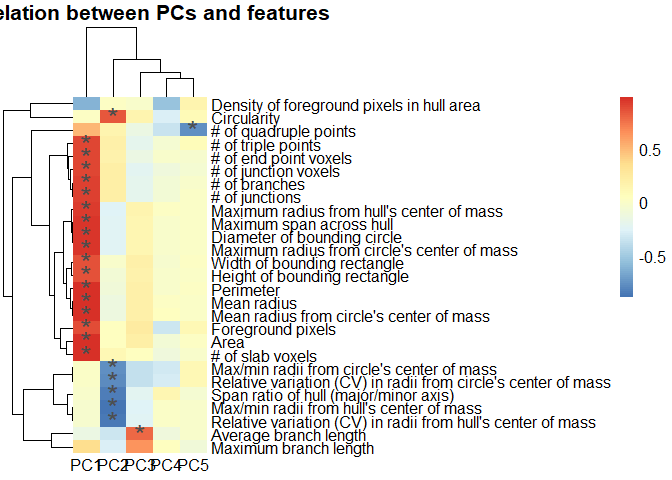 elation between PCs and features
Density of foreground pixels in hull area
Circularity
# of quadruple points
# of triple points
# of end point voxels
# of junction voxels
# of branches
# of junctions
Maximum radius from hull's center of mass
Maximum span across hull
Diameter of bounding circle
Maximum radius from circle's center of mass
Width of bounding rectangle
Height of bounding rectangle
Perimeter
Mean radius
Mean radius from circle's center of mass
Foreground pixels
Area
# of slab voxels
Max/min radii from circle's center of mass
Relative variation (CV) in radii from circle's center of mass
Span ratio of hull (major/minor axis)
Max/min radii from hull's center of mass
Relative variation (CV) in radii from hull's center of mass
Average branch length
Maximum branch length
PC1 PC2 PC3 PC4 PC5
0.5
0
-0.5